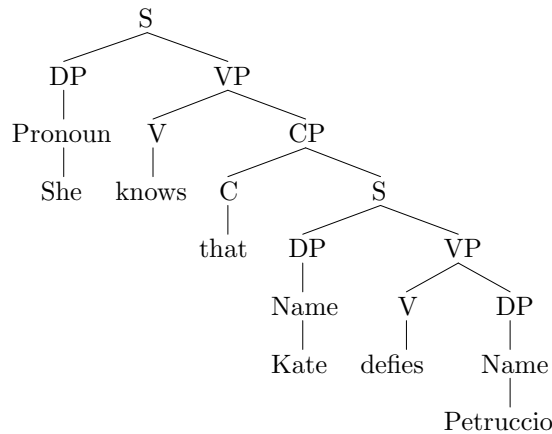 S
DP VP
Pronoun V CP
She knows C S
that DP VP
Name V DP
Kate defies Name
Petruccio